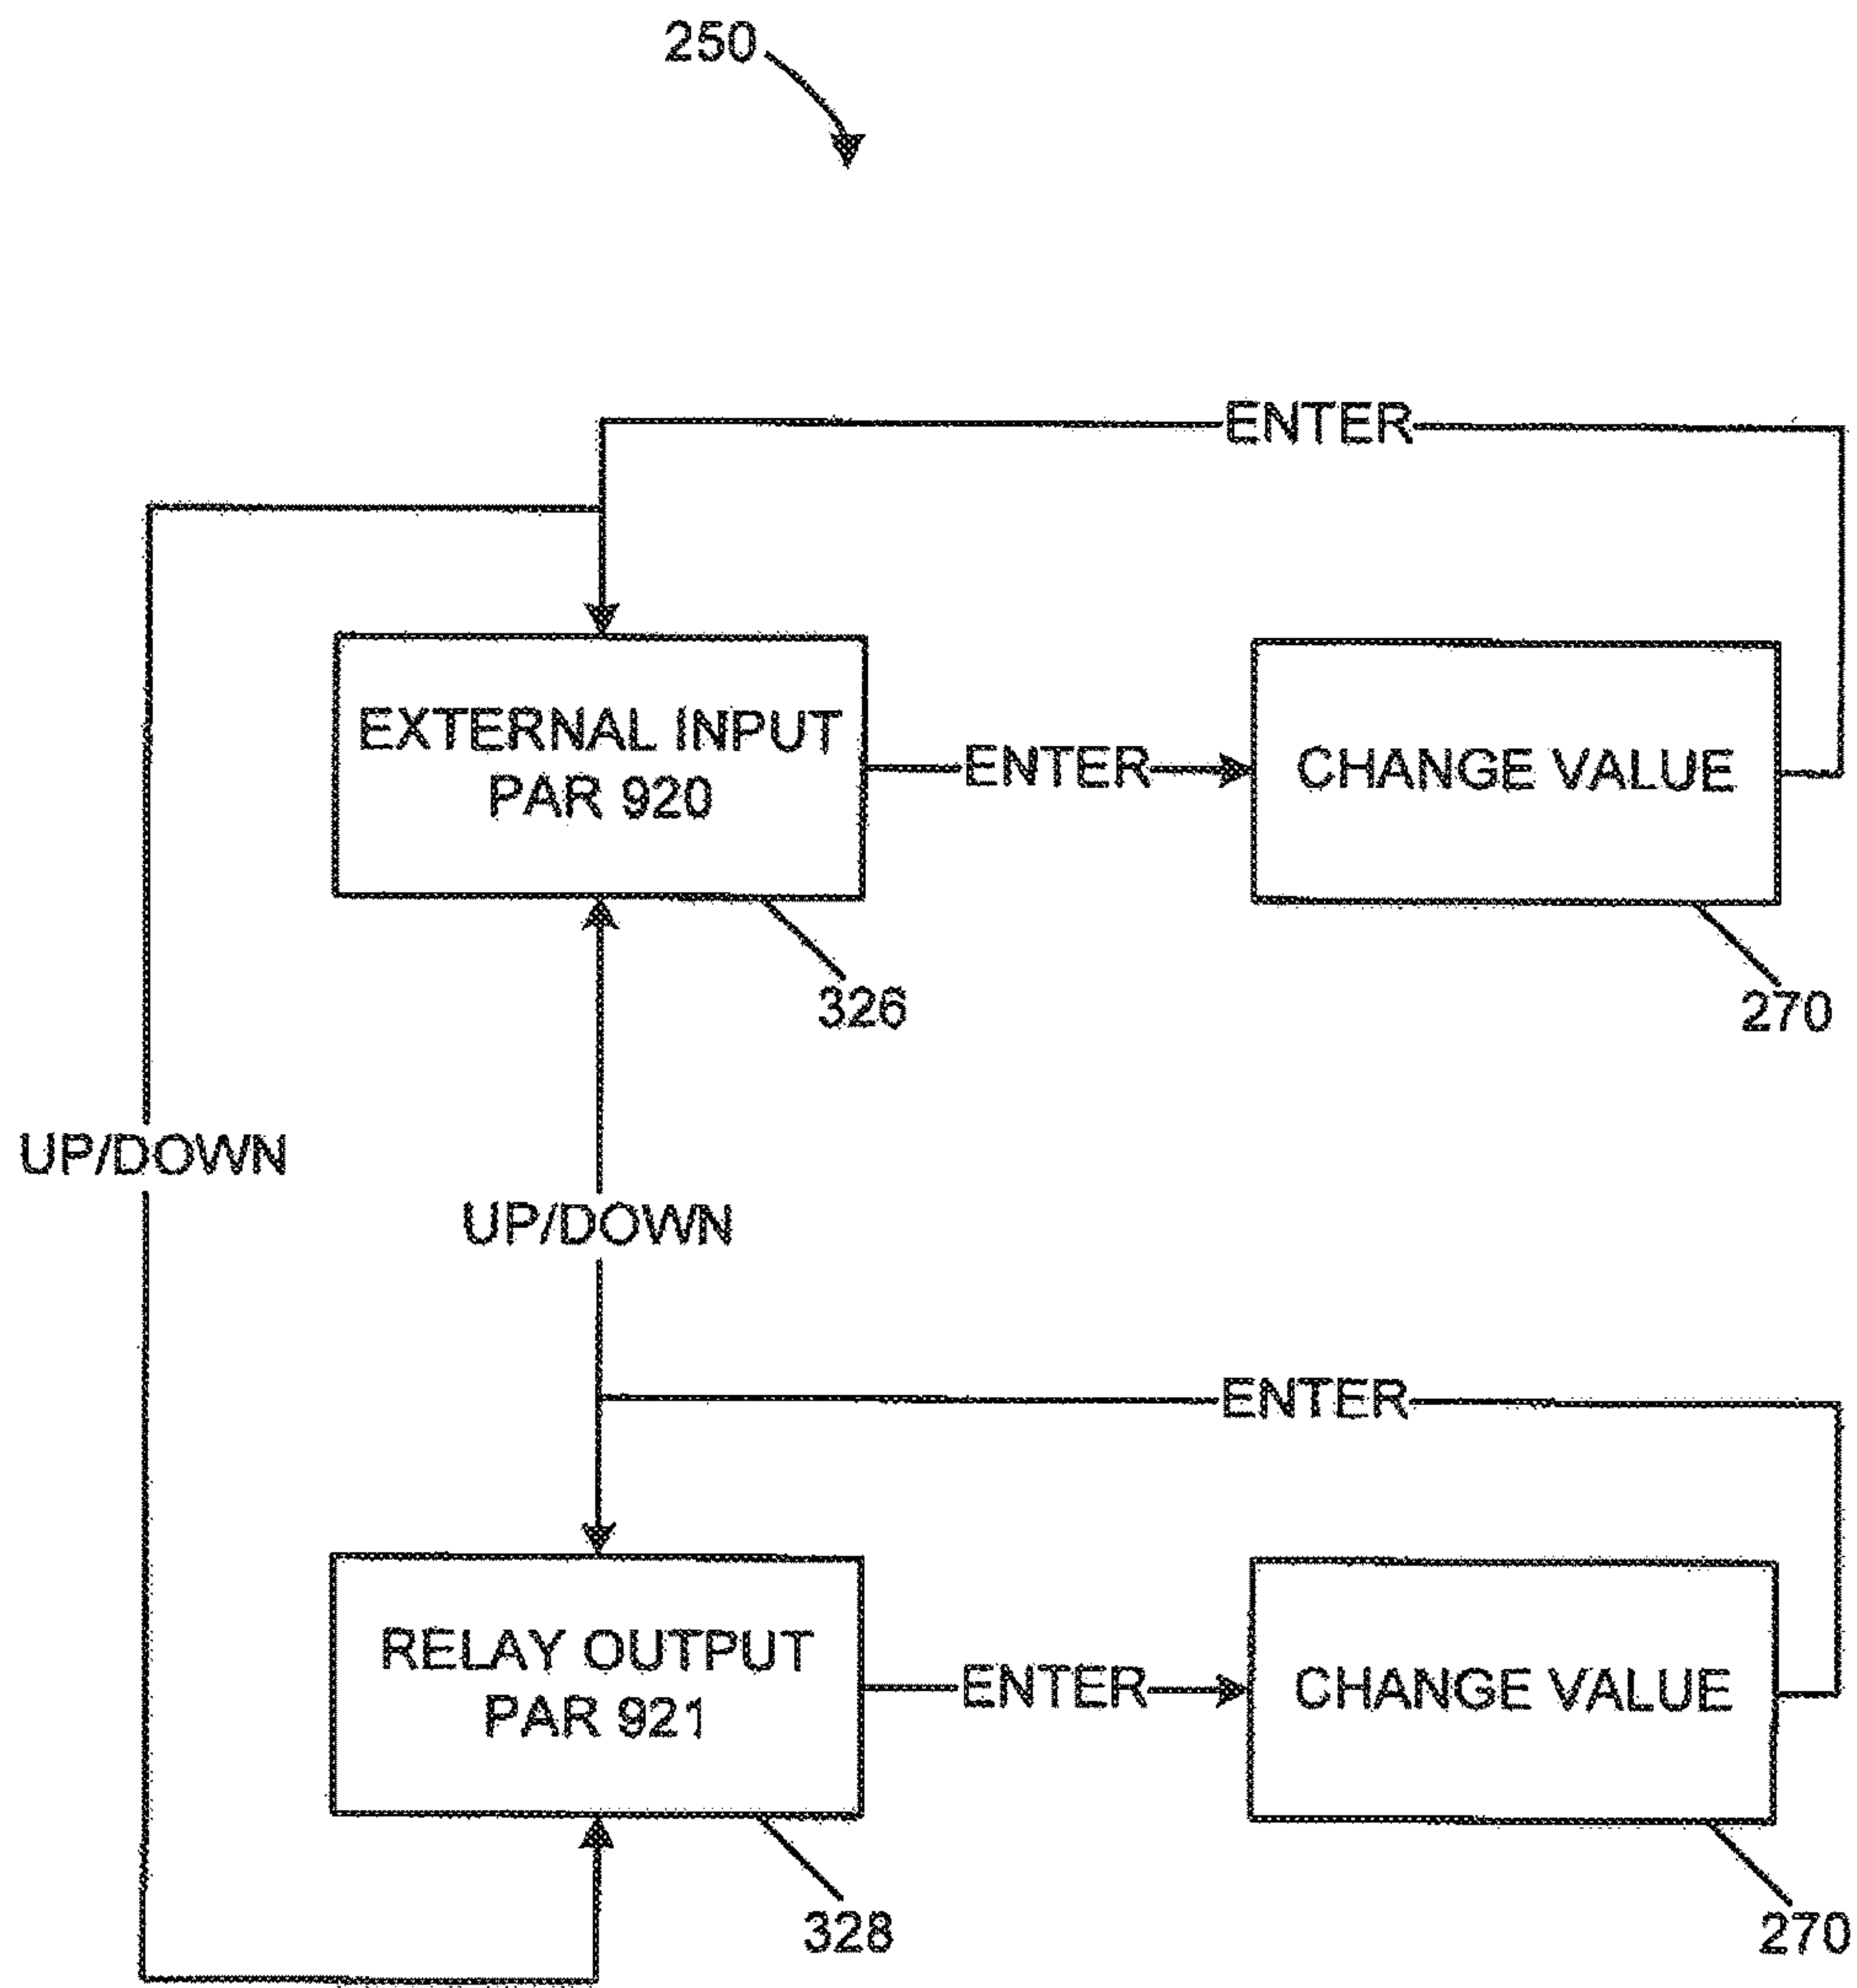 250
ENTER
EXTERNAL INPUT
PAR 920
ENTER
CHANGE VALUE
326
270
UP/DOWN
UP/DOWN
ENTER
RELAY OUTPUT
PAR 921
ENTER
CHANGE VALUE
328
270